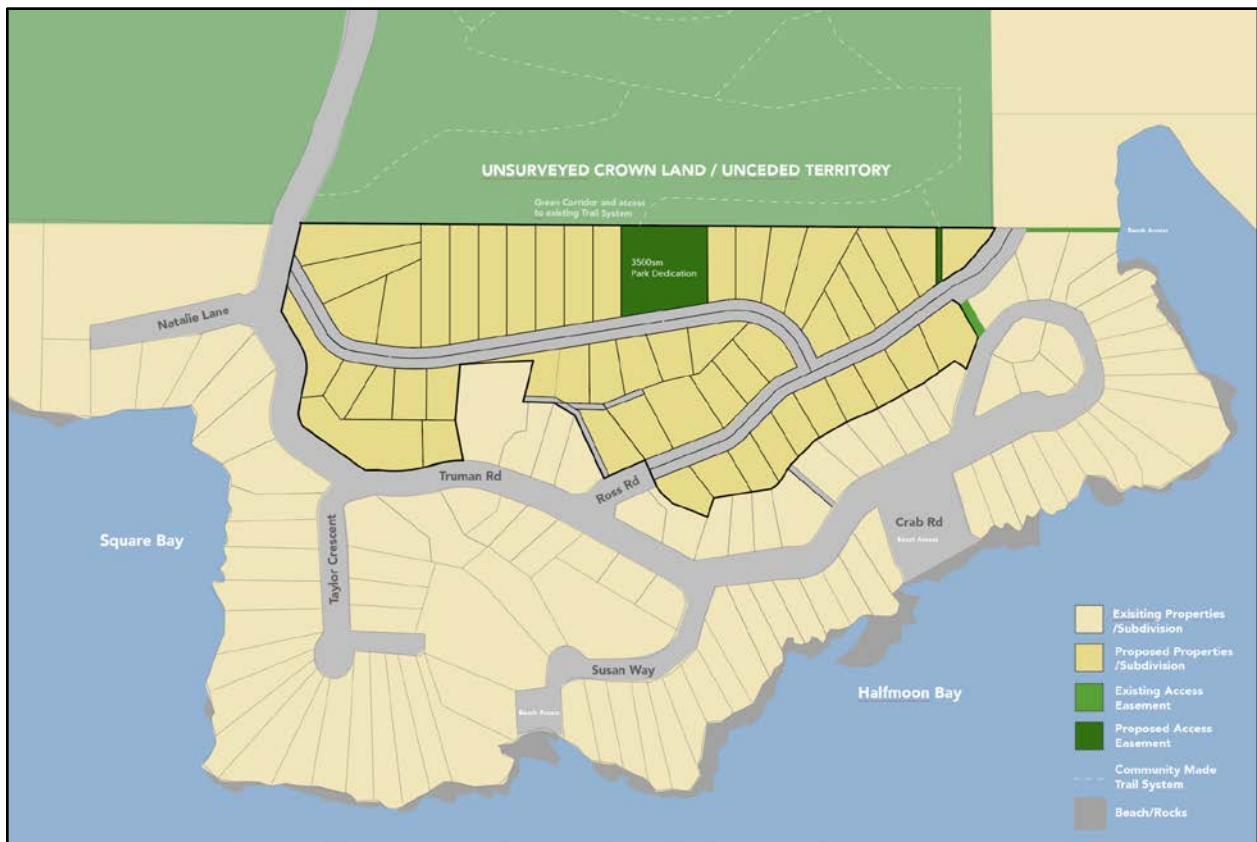 UNSURVEYED CROWN LAND / UNCEDED TERRITORY
Green Corridor and access
to existing Trail System
Beach Access
3500sm
Park Dedication
Natalie Lane
Truman Rd
Ross Rd
Crab Rd
Taylor Crescent
Square Bay
Susan Way
Beach Access
Halfmoon Bay
Exisiting Properties
/Subdivision
Proposed Properties
/Subdivision
Existing Access
Easement
Proposed Access
Easement
Community Made
Trail System
Beach/Rocks